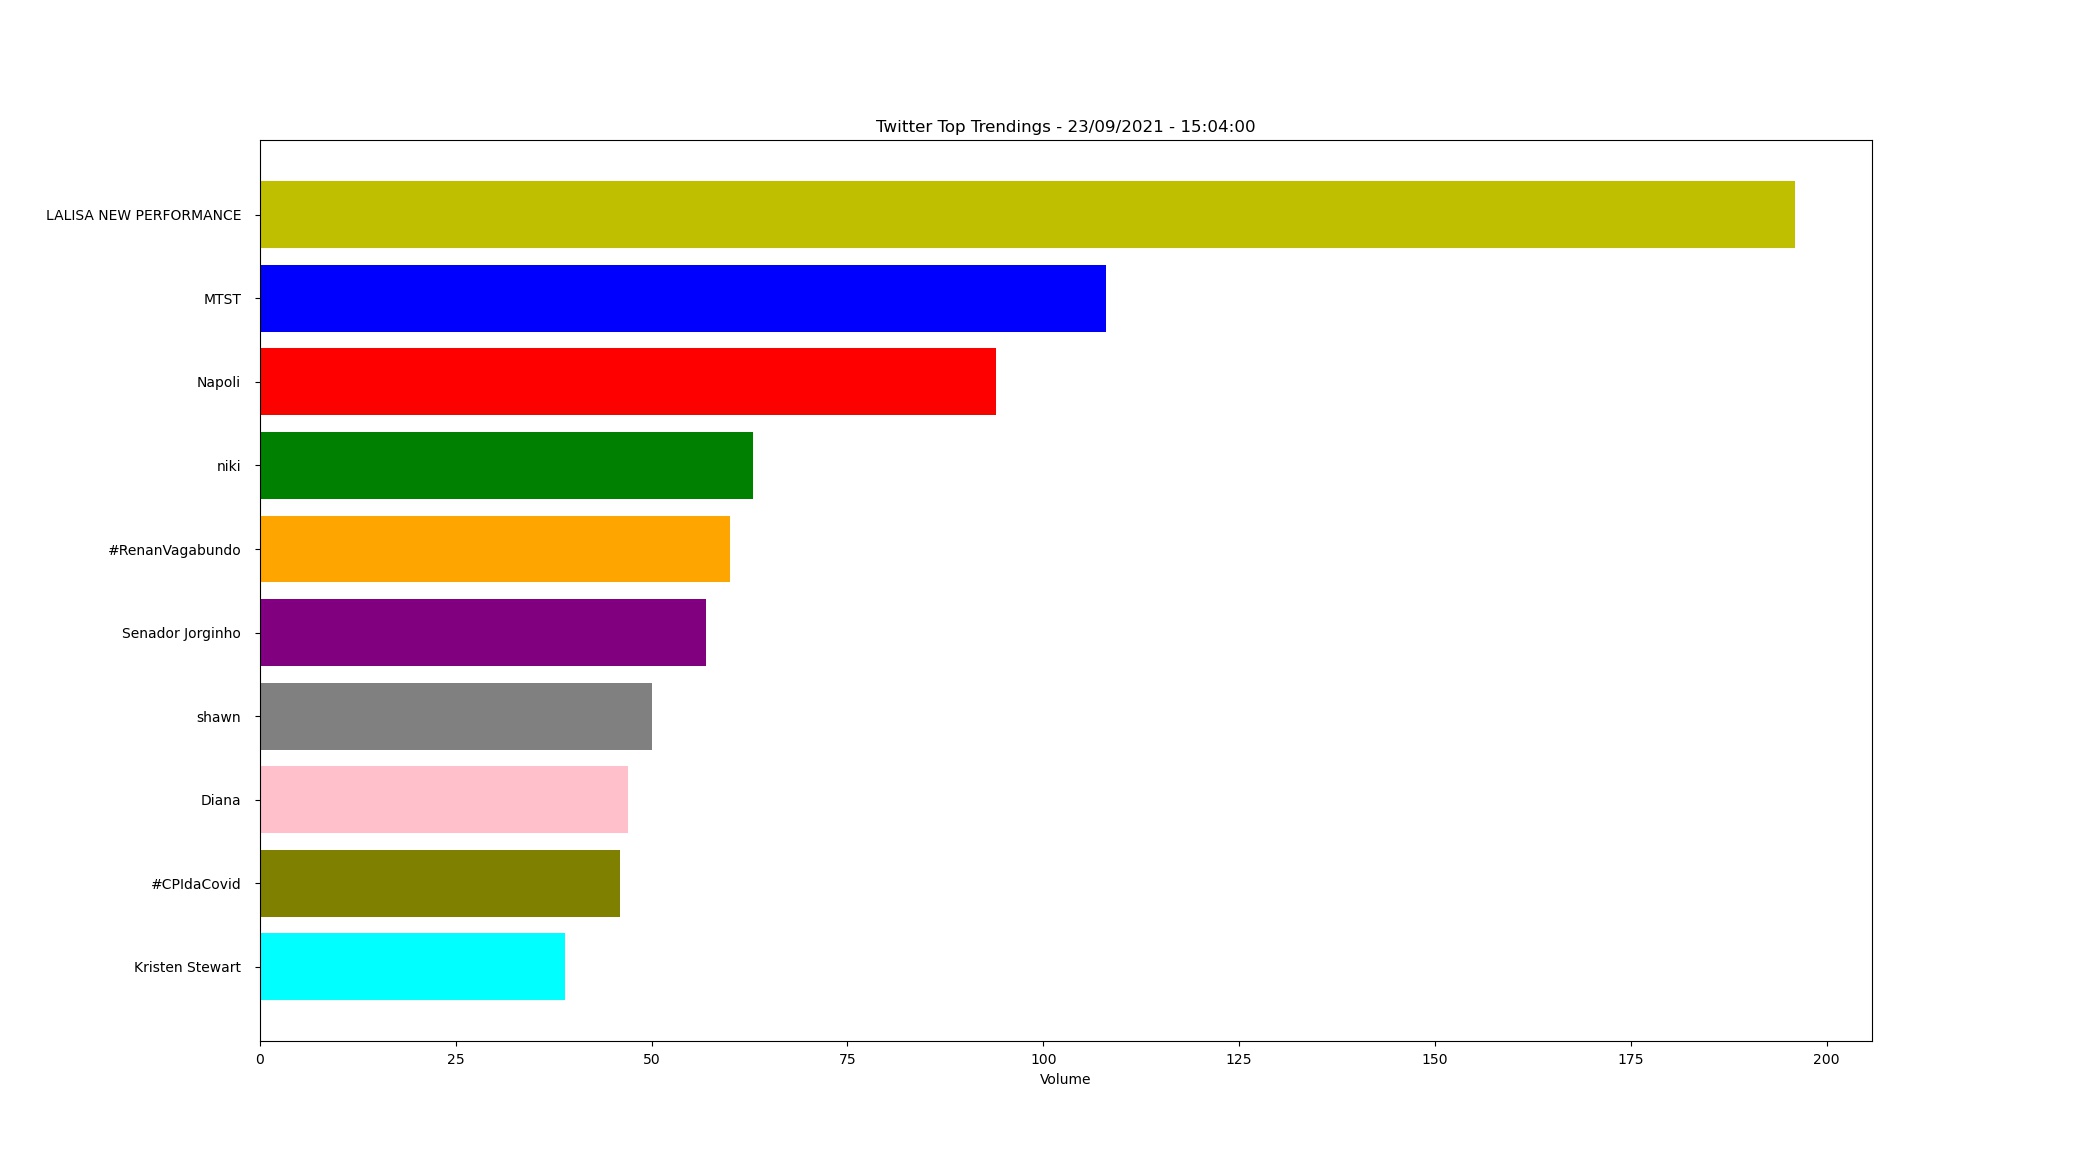 Twitter Top Trendings - 23/09/2021 - 15:04:00
LALISA NEW PERFORMANCE
MTST
Napoli
niki
#RenanVagabundo
Senador Jorginho
shawn
Diana
#CPIdaCovid
Kristen Stewart
0 25 50 75 100 125 150 175 200
Volume